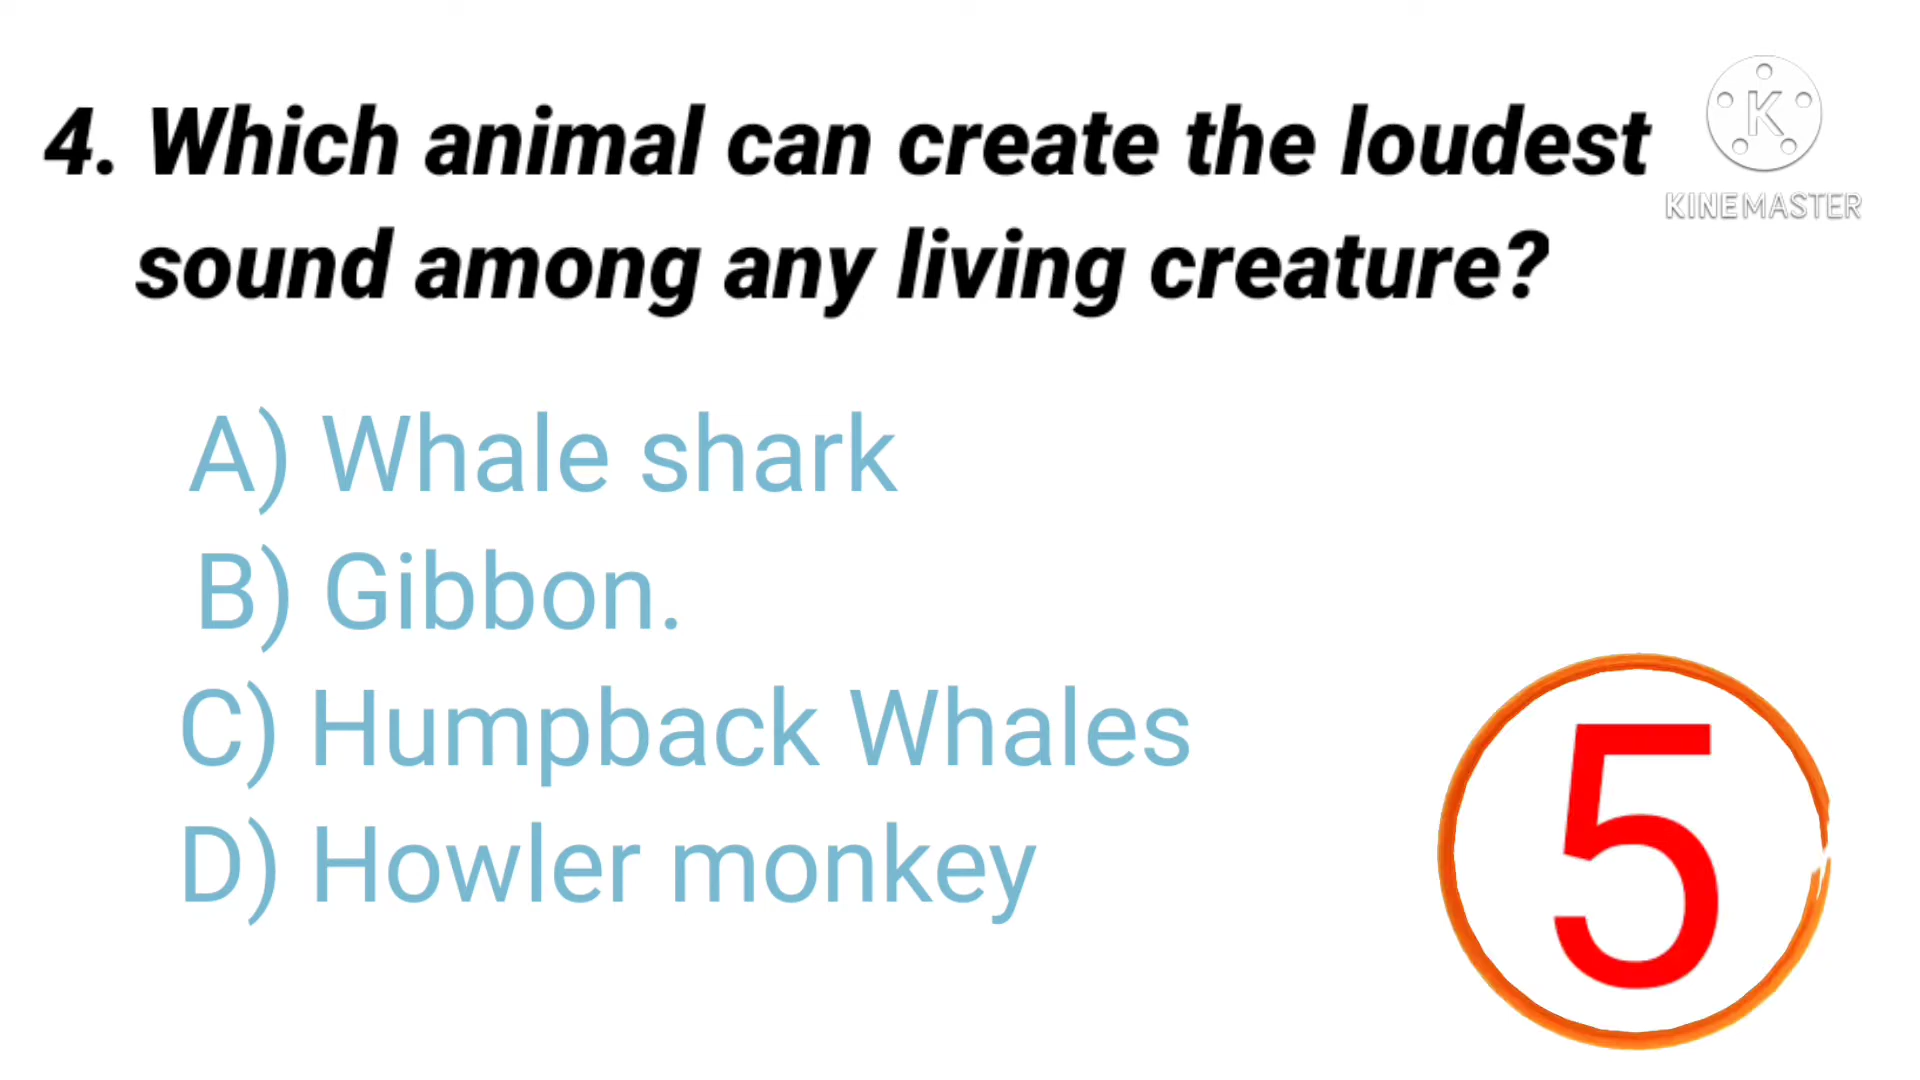 4. Which animal can create the loudest
sound among any living creature?
K
KINEMASTER
A) Whale shark
B) Gibbon.
C) Humpback Whales
D) Howler monkey
5